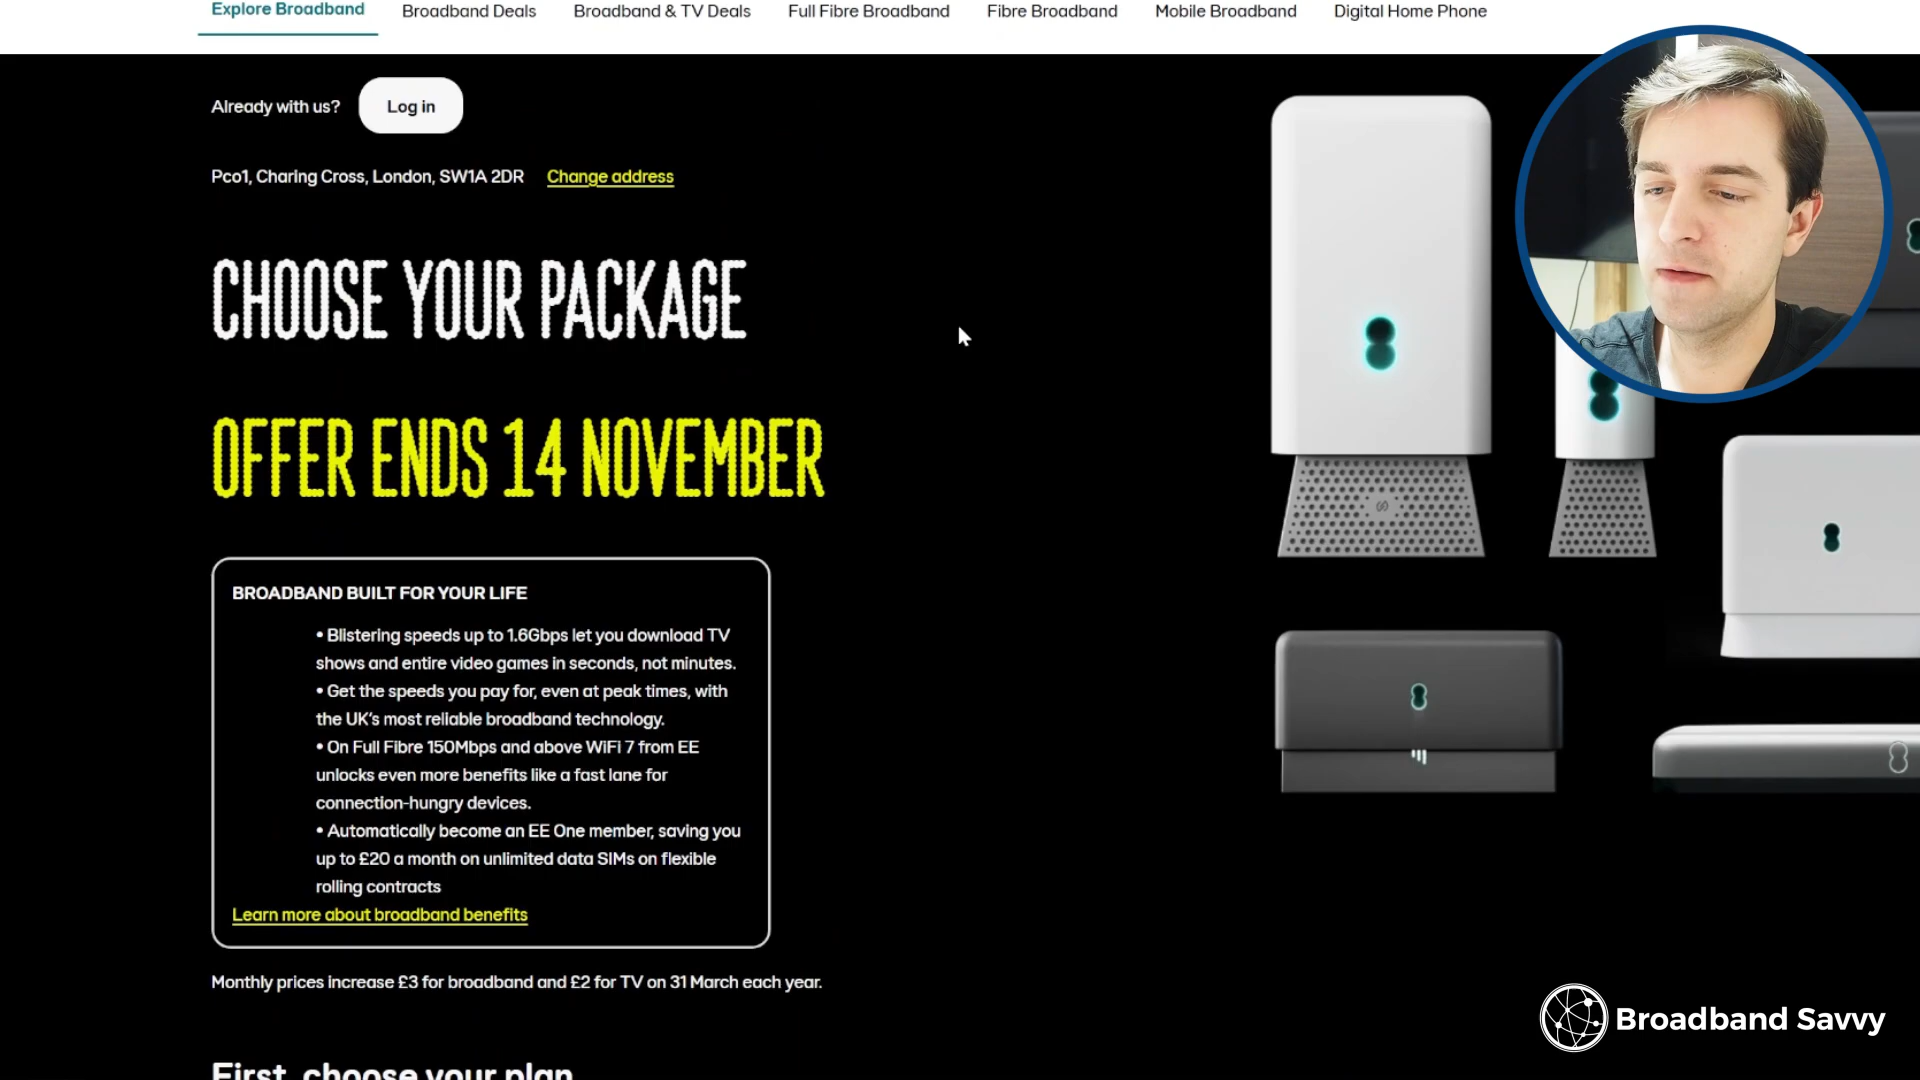 Explore Broadband
Broadband Deals
Broadband & TV Deals
Full Fibre Broadband
Fibre Broadband
Mobile Broadband
Digital Home Phone
Already with us?
Log in
Pco1, Charing Cross, London, SW1A 2DR
Change address
CHOOSE YOUR PACKAGE
OFFER ENDS 14 NOVEMBER
BROADBAND BUILT FOR YOUR LIFE
• Blistering speeds up to 1.6Gbps let you download TV
shows and entire video games in seconds, not minutes.
• Get the speeds you pay for, even at peak times, with
the UK's most reliable broadband technology.
• On Full Fibre 150Mbps and above WiFi 7 from EE
unlocks even more benefits like a fast lane for
connection-hungry devices.
• Automatically become an EE One member, saving you
up to £20 a month on unlimited data SIMs on flexible
rolling contracts
Learn more about broadband benefits
Monthly prices increase £3 for broadband and £2 for TV on 31 March each year.
First, choose your plan
Broadband Savvy